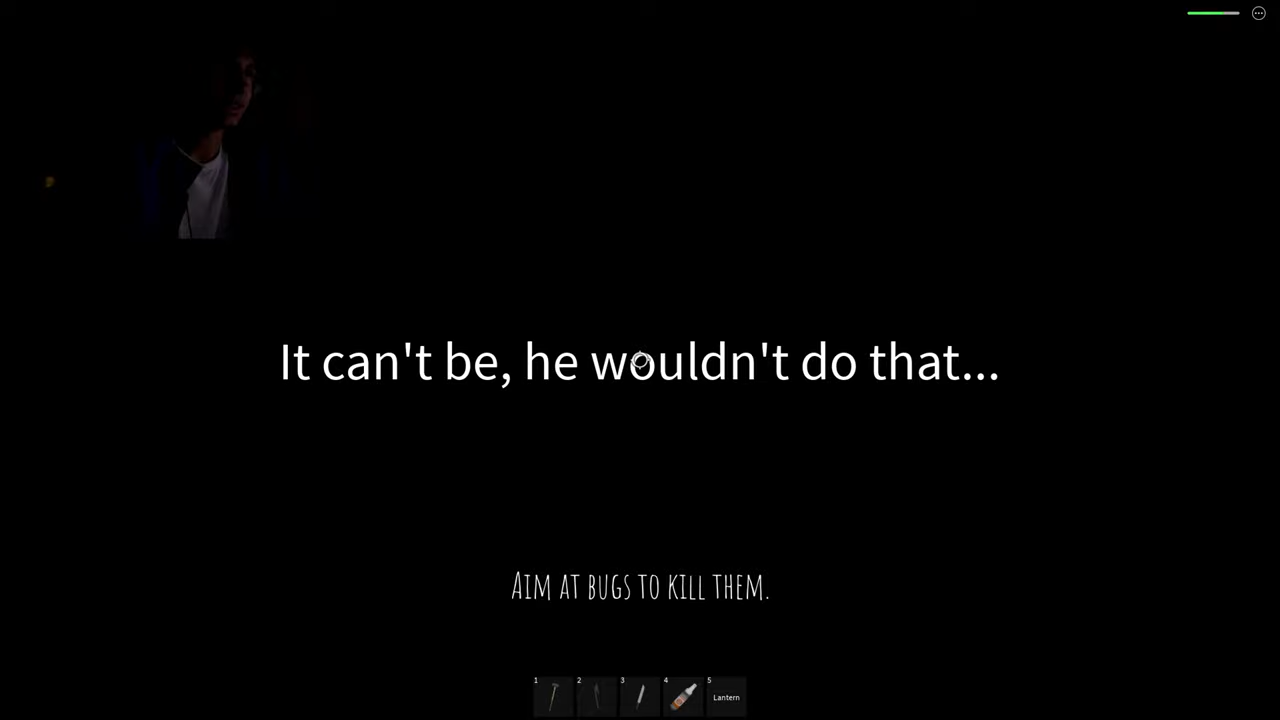 It can't be, he wouldn't do that...
Aim at bugs to kill them.
1 2 3 4 5
Lantern